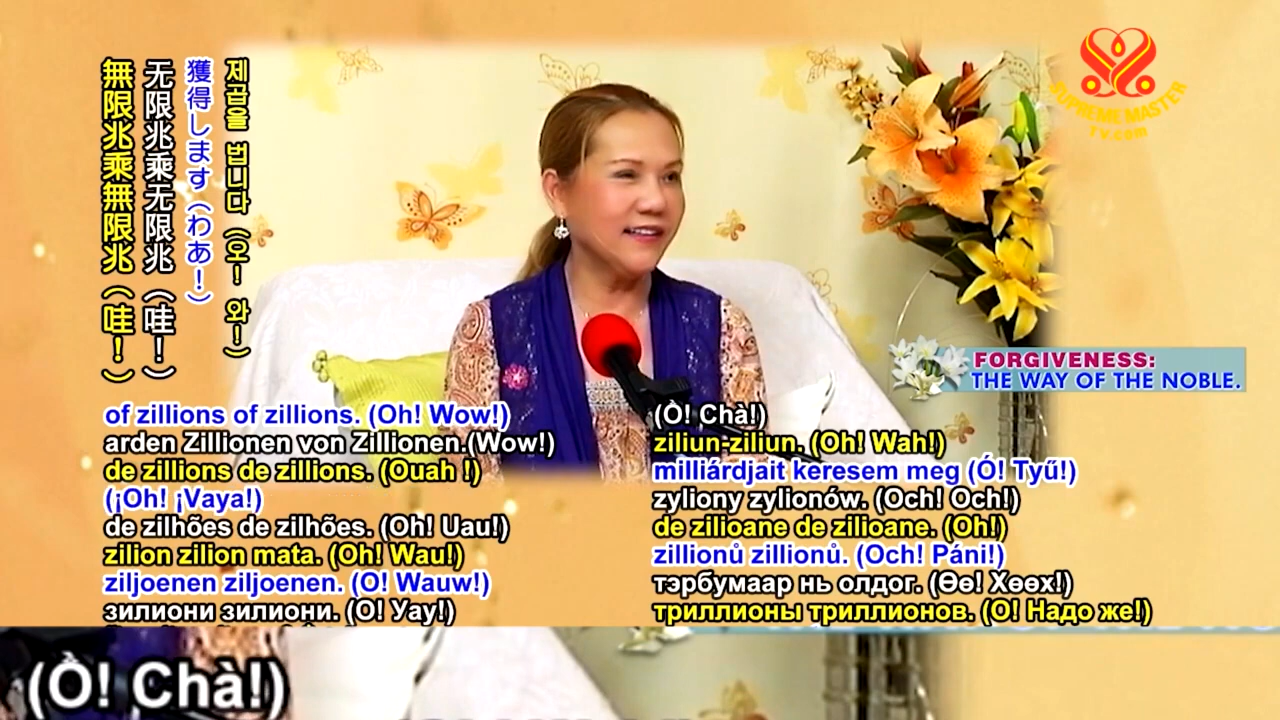 無限兆乘無限兆（哇！）
无限兆乘无限兆（哇！）
獲得します（わあ！）
제곱을 법니다 (오! 와!)
SUPREME MASTER
TV.com
FORGIVENESS:
THE WAY OF THE NOBLE.
of zillions of zillions. (Oh! Wow!)
arden Zillionen von Zillionen.(Wow!)
de zillions de zillions. (Ouah !)
(¡Oh! ¡Vaya!)
de zilhões de zilhões. (Oh! Uau!)
zilion zilion mata. (Oh! Wau!)
ziljoenen ziljoenen. (O! Wauw!)
зилиони зилиони. (О! Уау!)
(Ồ! Chà!)
ziliun-ziliun. (Oh! Wah!)
milliárdjait keresem meg (Ó! Tyű!)
zyliony zylionów. (Och! Och!)
de zilioane de zilioane. (Oh!)
zillionů zillionů. (Och! Páni!)
тэрбумаар нь олдог. (Өө! Хөөх!)
триллионы триллионов. (О! Надо же!)
(Ồ! Chà!)